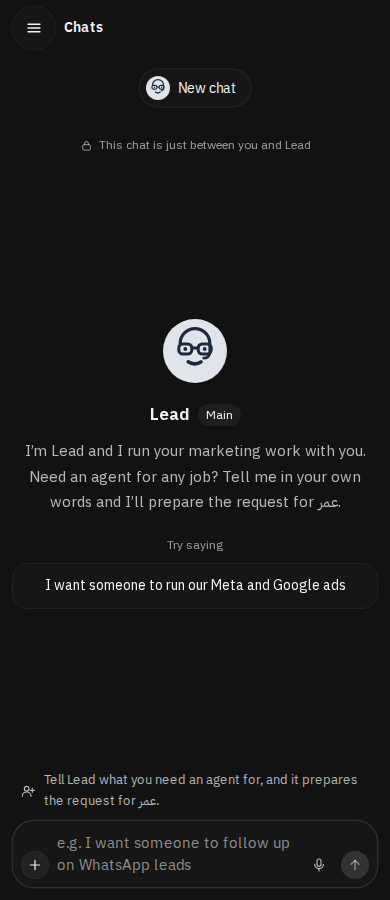 Chats
New chat
This chat is just between you and Lead
Lead Main
I'm Lead and I run your marketing work with you.
Need an agent for any job? Tell me in your own
words and I'll prepare the request for عمر.
Try saying
I want someone to run our Meta and Google ads
Tell Lead what you need an agent for, and it prepares
the request for عمر.
e.g. I want someone to follow up
on WhatsApp leads